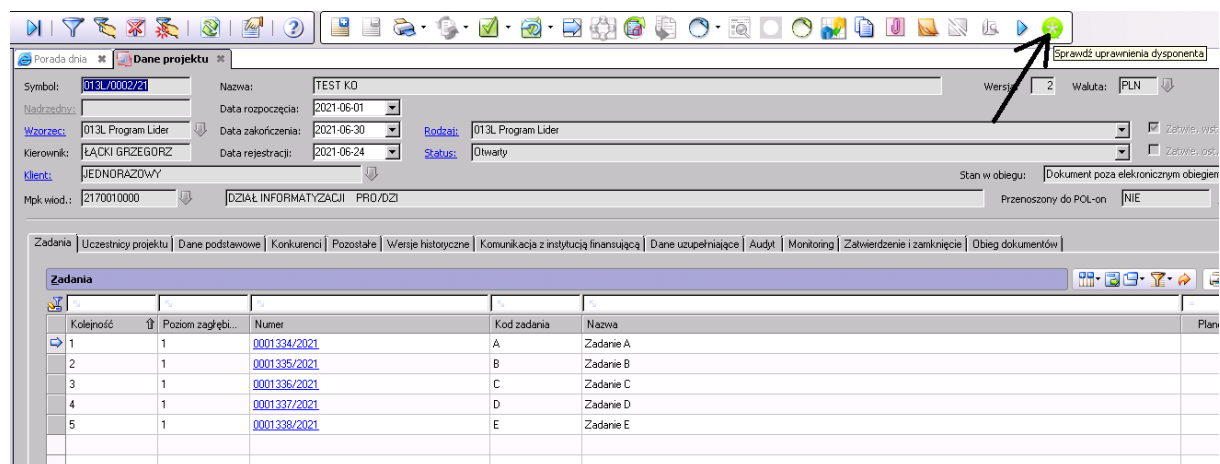 Sprawdź uprawnienia dysponenta
Porada dnia Dane projektu
Symbol: 013L/0002/21 Nazwa: TEST KO Wersja: 2 Waluta: PLN
Nadrzędny: Data rozpoczęcia: 2021-06-01
Wzorzec: 013L Program Lider Data zakończenia: 2021-06-30 Rodzaj: 013L Program Lider Zatwie. wst.
Kierownik: ŁĄCKI GRZEGORZ Data rejestracji: 2021-06-24 Status: Otwarty Zatwie. ost.
Klient: JEDNORAZOWY Stan w obiegu: Dokument poza elekronicznym obiegiem
Mpk wiod.: 2170010000 DZIAŁ INFORMATYZACJI PRO/DZI Przenoszony do POL-on NIE
Zadania Uczestnicy projektu Dane podstawowe Konkurenci Pozostałe Wersje historyczne Komunikacja z instytucją finansującą Dane uzupełniające Audyt Monitoring Zatwierdzenie i zamknięcie Obieg dokumentów
Zadania
Kolejność Poziom zagłębi... Numer Kod zadania Nazwa
1 1 0001334/2021 A Zadanie A
2 1 0001335/2021 B Zadanie B
3 1 0001336/2021 C Zadanie C
4 1 0001337/2021 D Zadanie D
5 1 0001338/2021 E Zadanie E